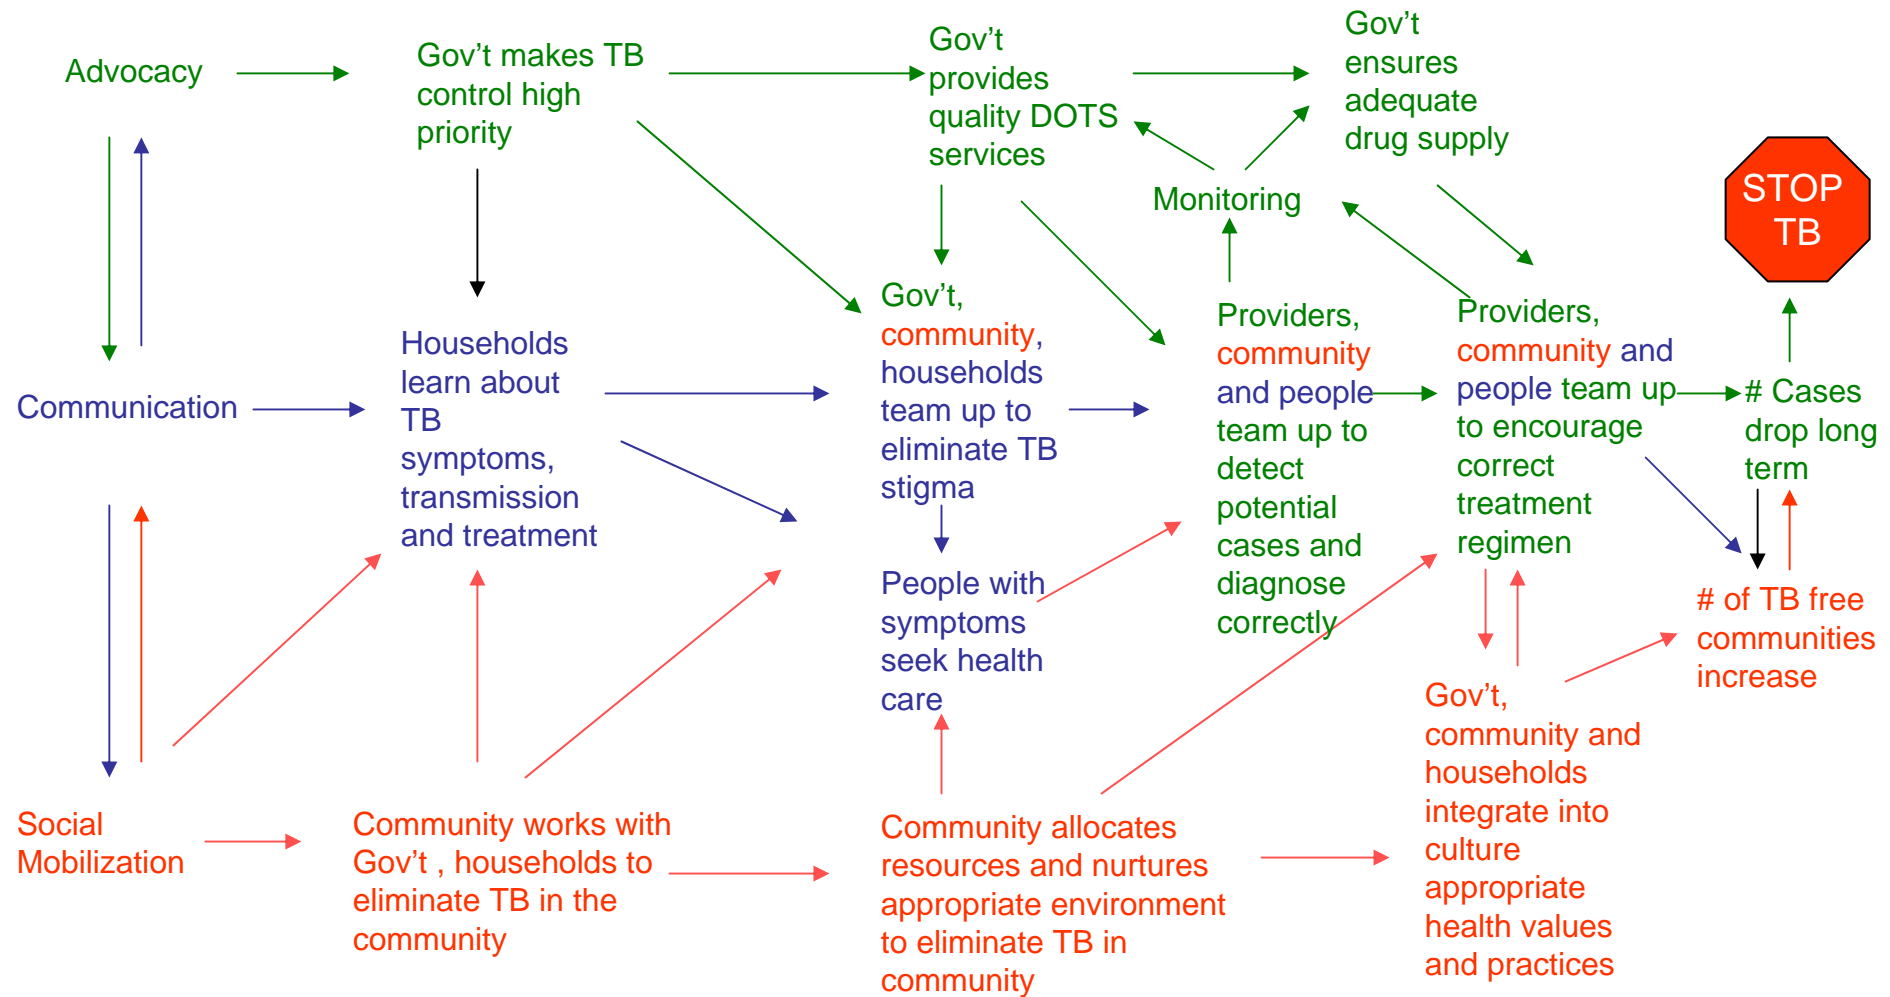 Advocacy
Gov't makes TB
control high
priority
Gov't
provides
quality DOTS
services
Gov't
ensures
adequate
drug supply
Monitoring
STOP
TB
Communication
Households
learn about
TB
symptoms,
transmission
and treatment
Gov't,
community,
households
team up to
eliminate TB
stigma
People with
symptoms
seek health
care
Providers,
community
and people
team up to
detect
potential
cases and
diagnose
correctly
Providers,
community and
people team up
to encourage
correct
treatment
regimen
# Cases
drop long
term
# of TB free
communities
increase
Social
Mobilization
Community works with
Gov't , households to
eliminate TB in the
community
Community allocates
resources and nurtures
appropriate environment
to eliminate TB in
community
Gov't,
community and
households
integrate into
culture
appropriate
health values
and practices